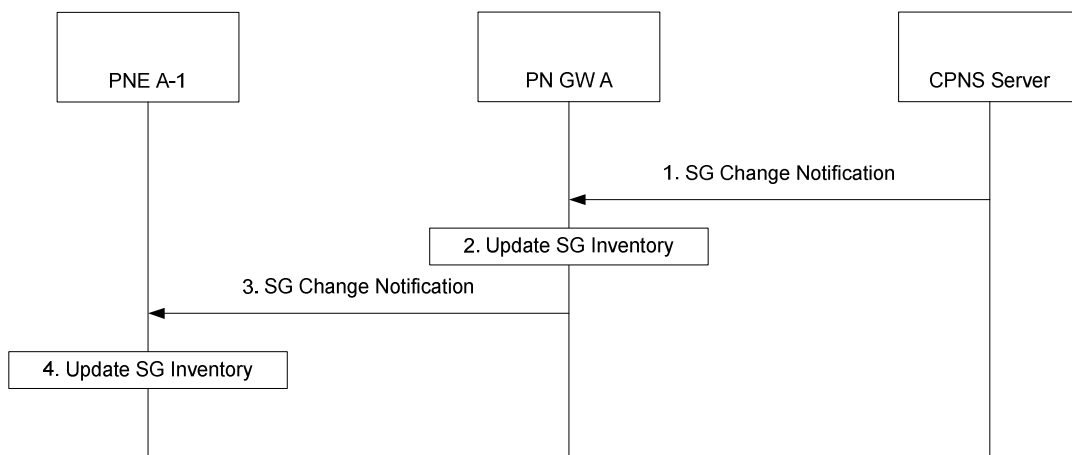 PNE A-1
PN GW A
CPNS Server
1. SG Change Notification
2. Update SG Inventory
3. SG Change Notification
4. Update SG Inventory